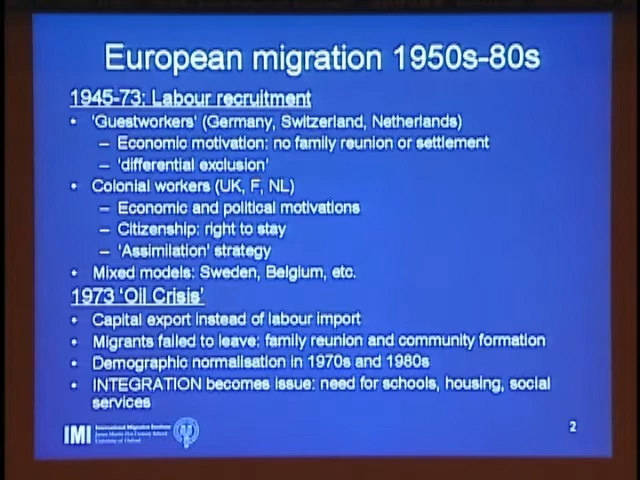 European migration 1950s-80s
1945-73: Labour recruitment
• 'Guestworkers' (Germany, Switzerland, Netherlands)
– Economic motivation: no family reunion or settlement
– 'differential exclusion'
• Colonial workers (UK, F, NL)
– Economic and political motivations
– Citizenship: right to stay
– 'Assimilation' strategy
• Mixed models: Sweden, Belgium, etc.
1973 'Oil Crisis'
• Capital export instead of labour import
• Migrants failed to leave: family reunion and community formation
• Demographic normalisation in 1970s and 1980s
• INTEGRATION becomes issue: need for schools, housing, social
services
IMI
International Migration Institute
James Martin 21st Century School
University of Oxford
2